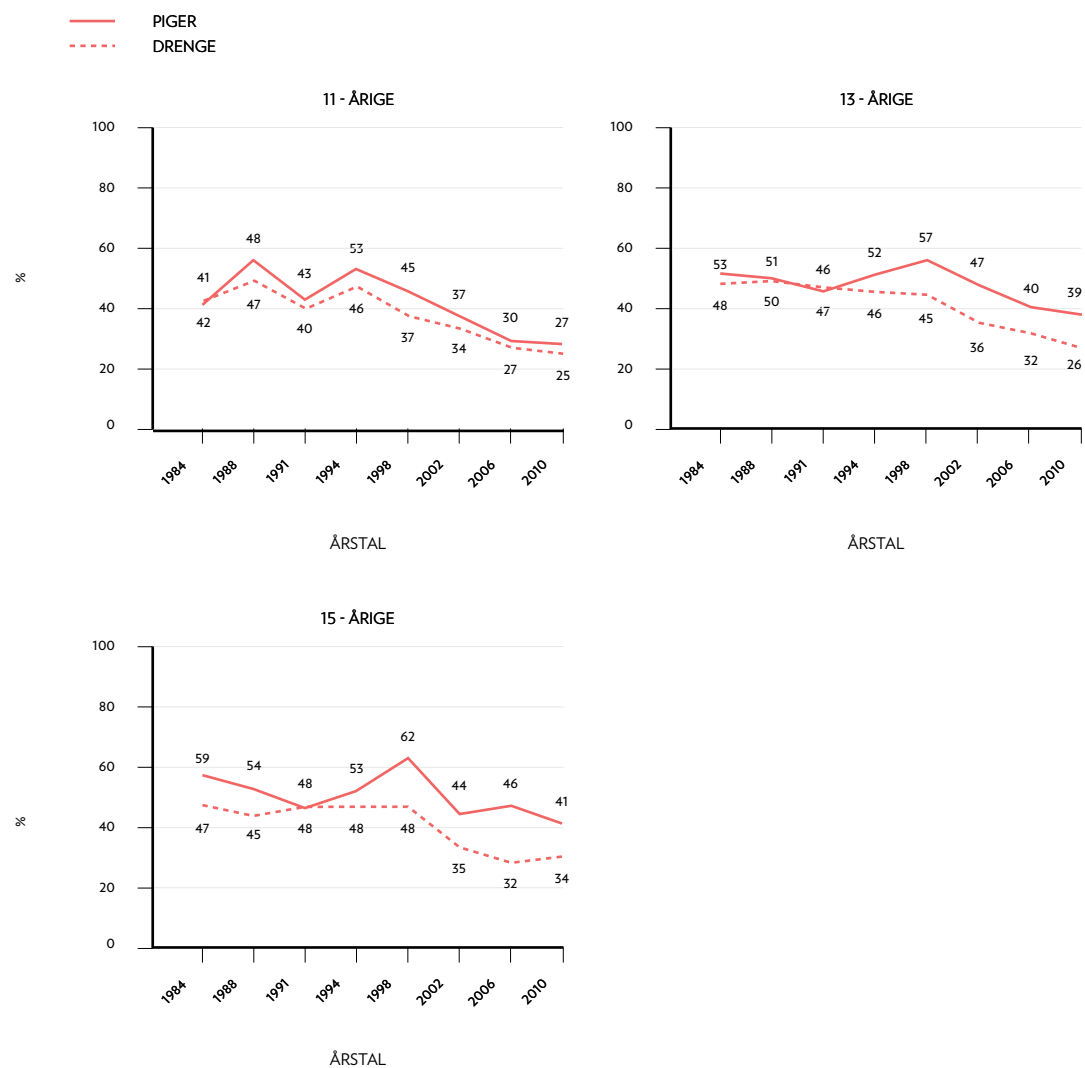 PIGER
DRENGE
11 - ÅRIGE
100
80
60
40
20
0
%
41 48 43 53 45 37 30 27
42 47 40 46 37 34 27 25
1984 1988 1991 1994 1998 2002 2006 2010
ÅRSTAL
13 - ÅRIGE
100
80
60
40
20
0
53 51 46 52 57 47 40 39
48 50 47 46 45 36 32 26
1984 1988 1991 1994 1998 2002 2006 2010
ÅRSTAL
15 - ÅRIGE
100
80
60
40
20
0
%
59 54 48 53 62 44 46 41
47 45 48 48 48 35 32 34
1984 1988 1991 1994 1998 2002 2006 2010
ÅRSTAL